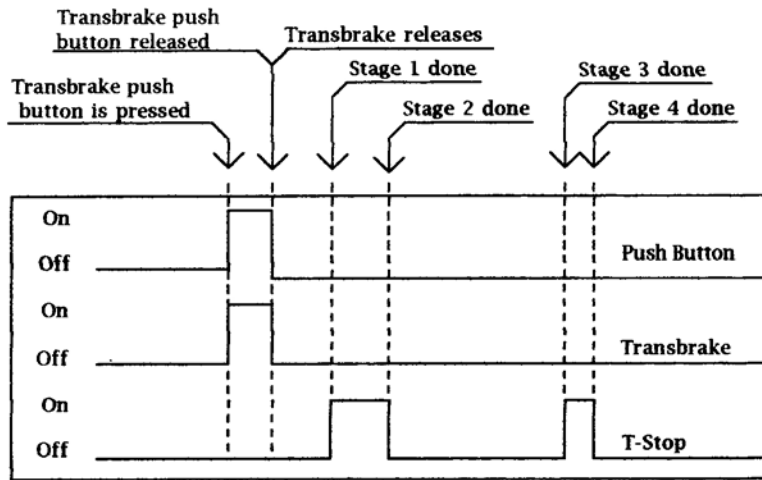 Transbrake push
button released
Transbrake releases
Transbrake push
button is pressed
Stage 1 done
Stage 2 done
Stage 3 done
Stage 4 done
On
Off
Push Button
On
Off
Transbrake
On
Off
T-Stop